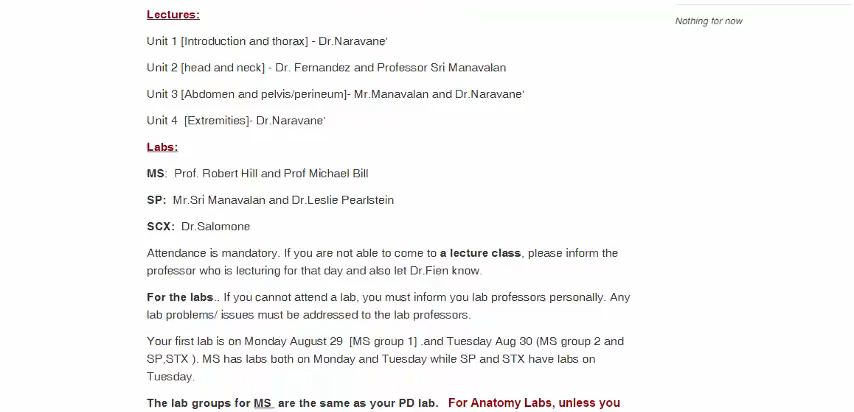 Lectures:
Nothing for now
Unit 1 [Introduction and thorax] - Dr.Naravane'
Unit 2 [head and neck] - Dr. Fernandez and Professor Sri Manavalan
Unit 3 [Abdomen and pelvis/perineum]- Mr.Manavalan and Dr.Naravane'
Unit 4 [Extremities]- Dr.Naravane'
Labs:
MS: Prof. Robert Hill and Prof Michael Bill
SP: Mr.Sri Manavalan and Dr.Leslie Pearlstein
SCX: Dr.Salomone
Attendance is mandatory. If you are not able to come to a lecture class, please inform the
professor who is lecturing for that day and also let Dr.Fien know.
For the labs.. If you cannot attend a lab, you must inform you lab professors personally. Any
lab problems/ issues must be addressed to the lab professors.
Your first lab is on Monday August 29 [MS group 1] .and Tuesday Aug 30 (MS group 2 and
SP,STX ). MS has labs both on Monday and Tuesday while SP and STX have labs on
Tuesday.
The lab groups for MS are the same as your PD lab. For Anatomy Labs, unless you